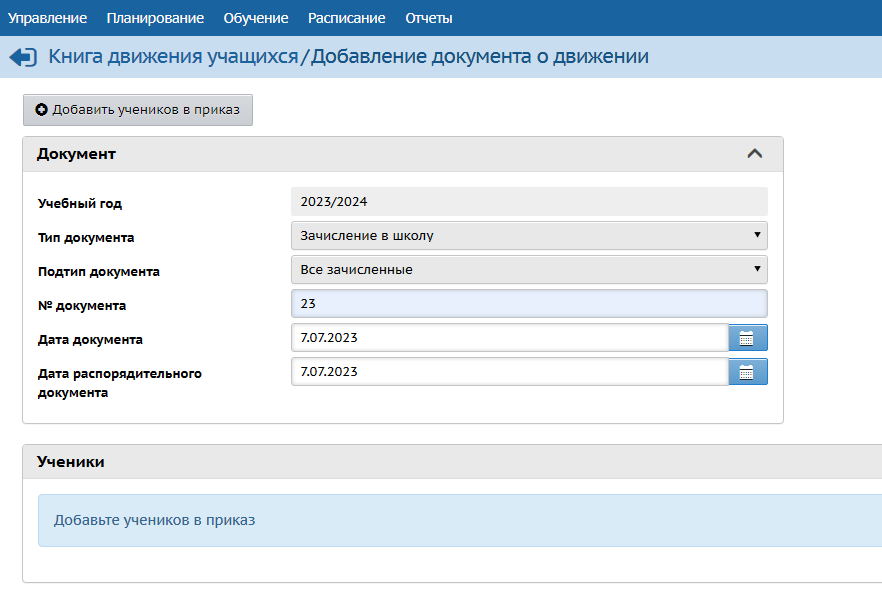 Управление Планирование Обучение Расписание Отчеты
Книга движения учащихся/Добавление документа о движении
Добавить учеников в приказ
Документ
Учебный год 2023/2024
Тип документа Зачисление в школу
Подтип документа Все зачисленные
№ документа 23
Дата документа 7.07.2023
Дата распорядительного 7.07.2023
документа
Ученики
Добавьте учеников в приказ